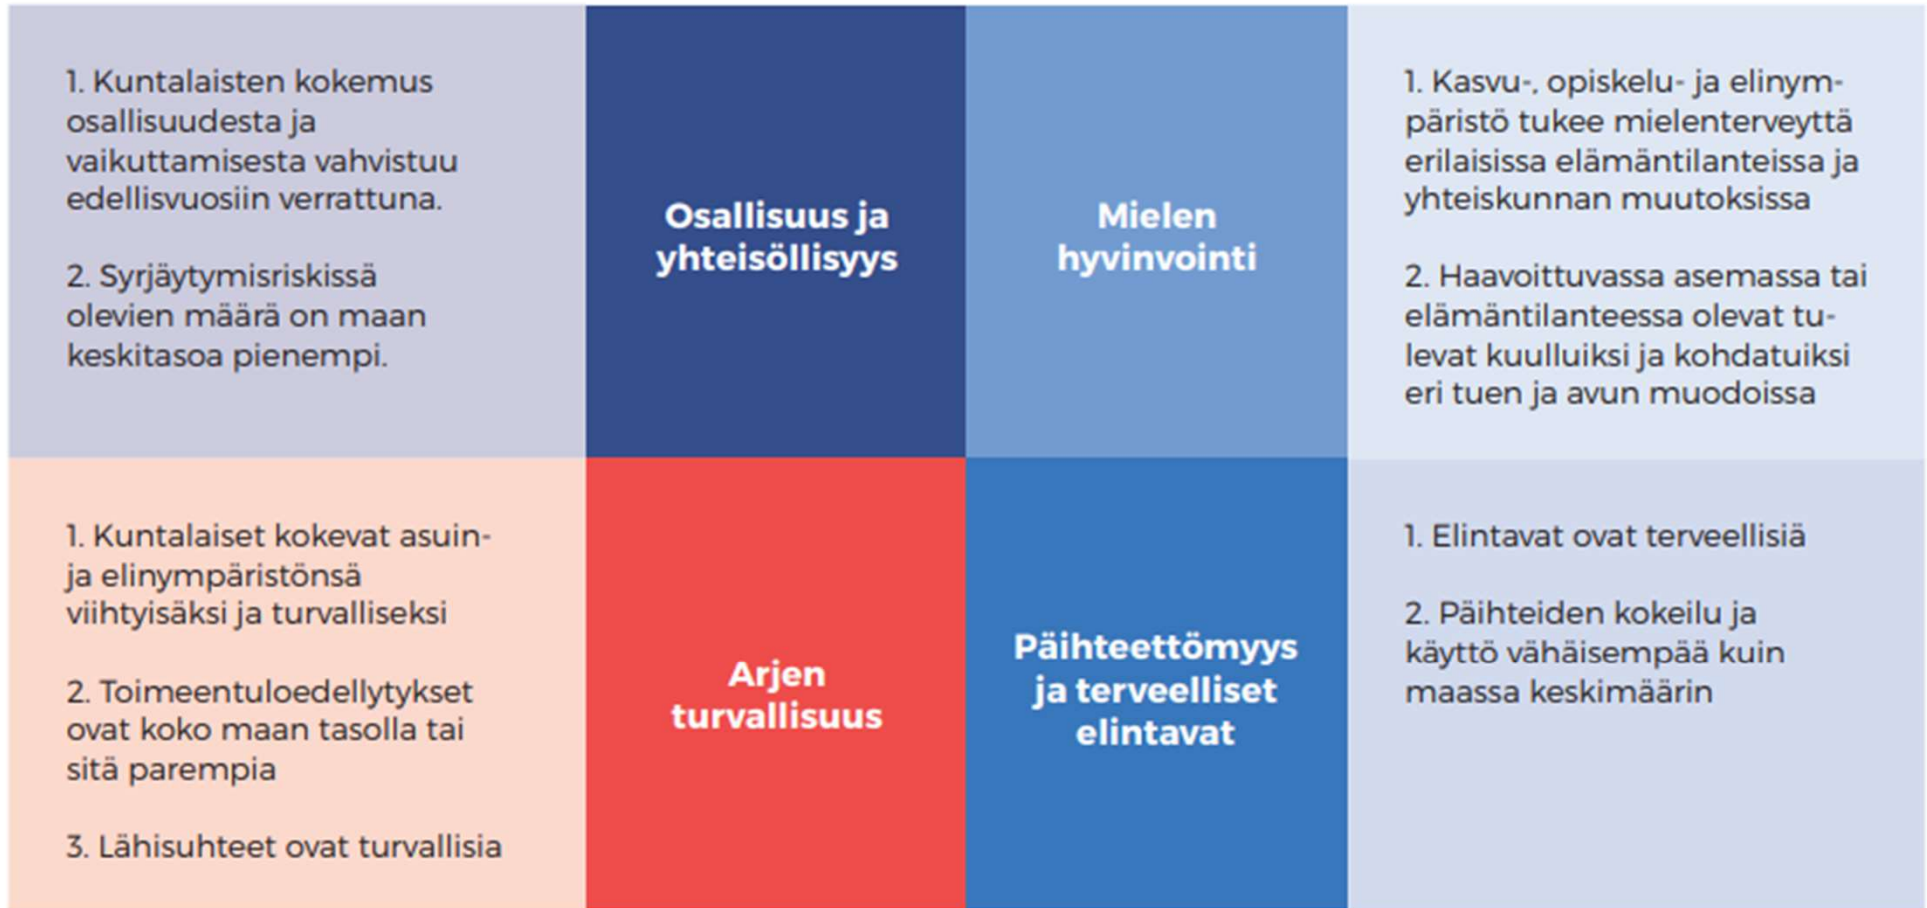 1. Kuntalaisten kokemus
osallisuudesta ja
vaikuttamisesta vahvistuu
edellisvuosiin verrattuna.
2. Syrjäytymisriskissä
olevien määrä on maan
keskitasoa pienempi.
Osallisuus ja
yhteisöllisyys
Mielen
hyvinvointi
1. Kasvu-, opiskelu- ja elinym-
päristö tukee mielenterveyttä
erilaisissa elämäntilanteissa ja
yhteiskunnan muutoksissa
2. Haavoittuvassa asemassa tai
elämäntilanteessa olevat tu-
levat kuulluiksi ja kohdatuiksi
eri tuen ja avun muodoissa
1. Kuntalaiset kokevat asuin-
ja elinympäristönsä
viihtyisäksi ja turvalliseksi
2. Toimeentuloedellytykset
ovat koko maan tasolla tai
sitä parempia
3. Lähisuhteet ovat turvallisia
Arjen
turvallisuus
Päihteettömyys
ja terveelliset
elintavat
1. Elintavat ovat terveellisiä
2. Päihteiden kokeilu ja
käyttö vähäisempää kuin
maassa keskimäärin